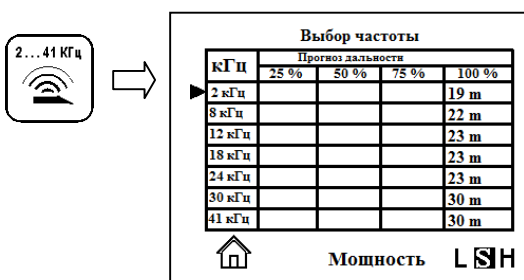 2...41 КГц
Выбор частоты
кГц
Прогноз дальности
25 % 50 % 75 % 100 %
2 кГц 19 m
8 кГц 22 m
12 кГц 23 m
18 кГц 23 m
24 кГц 23 m
30 кГц 30 m
41 кГц 30 m
Мощность L S H